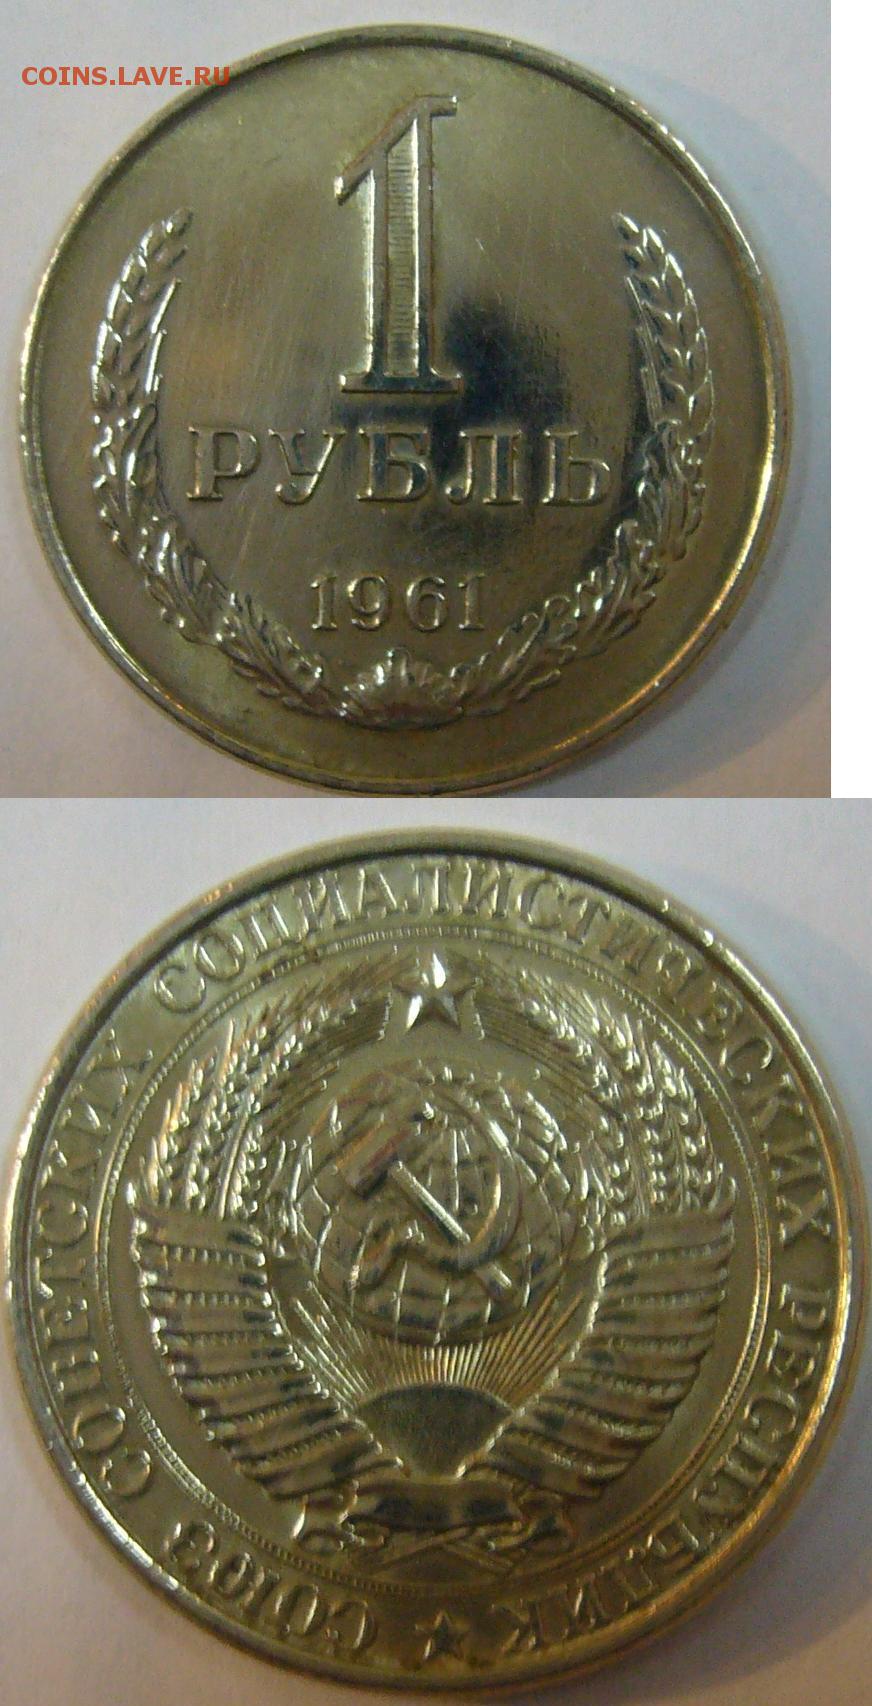 COINS.LAVE.RU
1
РУБЛЬ
1961
СОЮЗ СОВЕТСКИХ СОЦИАЛИСТИЧЕСКИХ РЕСПУБЛИК